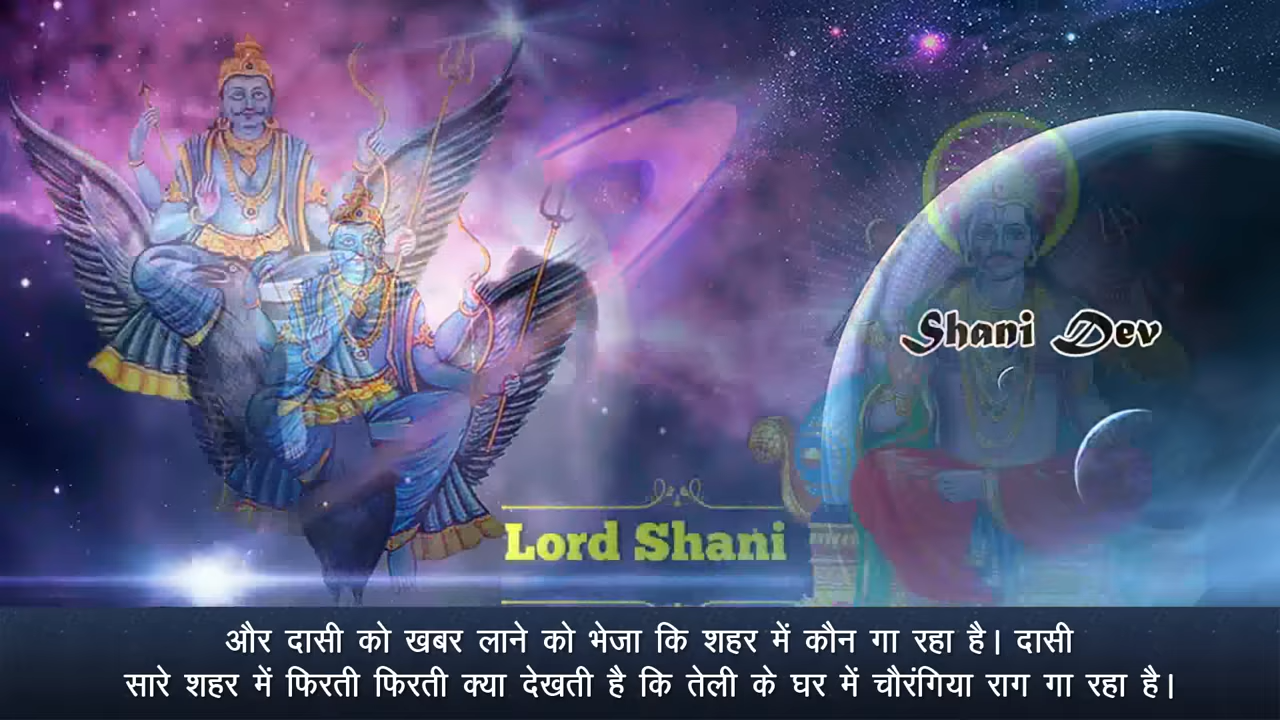 Shani Dev
Lord Shani
और दासी को खबर लाने को भेजा कि शहर में कौन गा रहा है। दासी
सारे शहर में फिरती फिरती क्या देखती है कि तेली के घर में चौरंगिया राग गा रहा है।